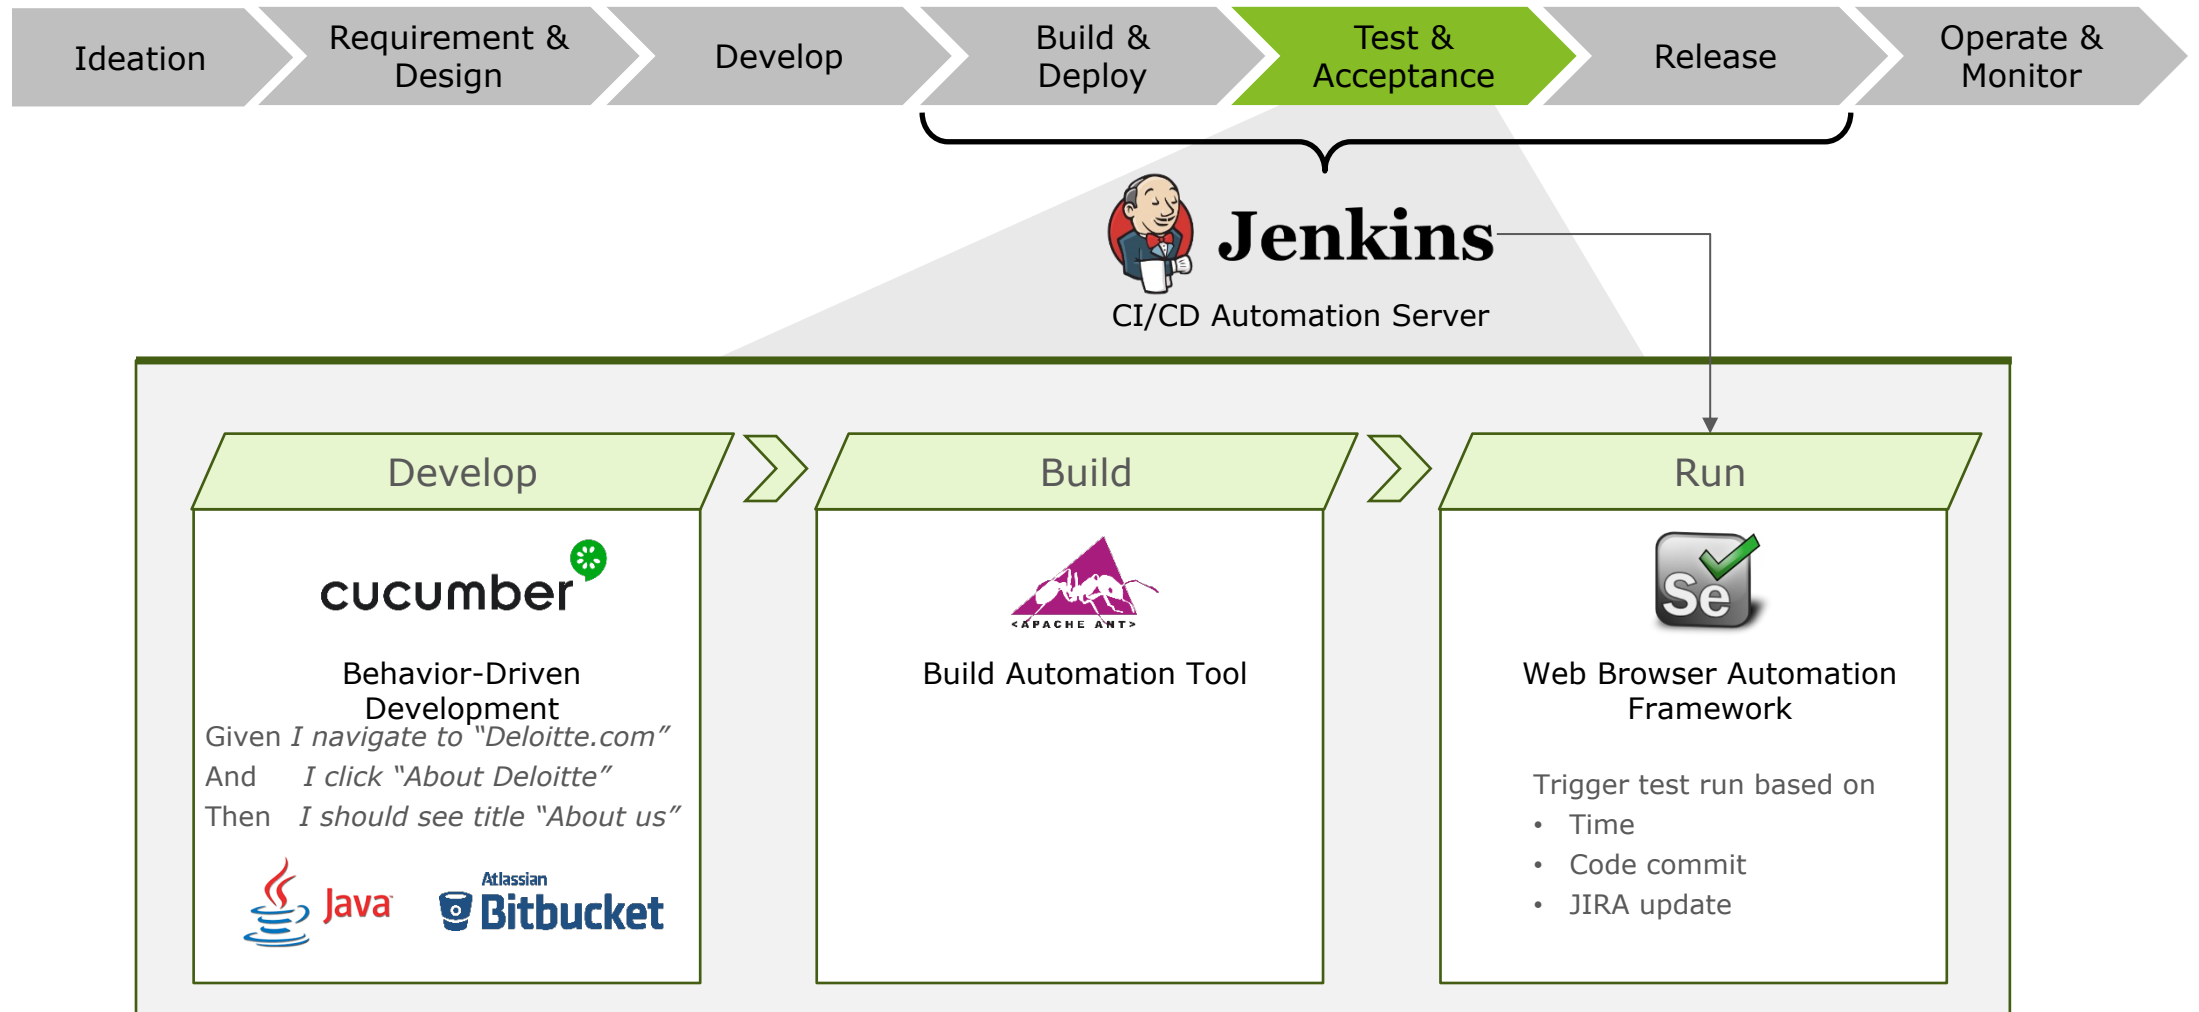 Ideation
Requirement &
Design
Develop
Build &
Deploy
Test &
Acceptance
Release
Operate &
Monitor
Jenkins
CI/CD Automation Server
Develop
cucumber
Behavior-Driven
Development
Given I navigate to “Deloitte.com”
And I click “About Deloitte”
Then I should see title “About us”
Java
Atlassian
Bitbucket
Build
<APACHE ANT>
Build Automation Tool
Run
Se
Web Browser Automation
Framework
Trigger test run based on
• Time
• Code commit
• JIRA update